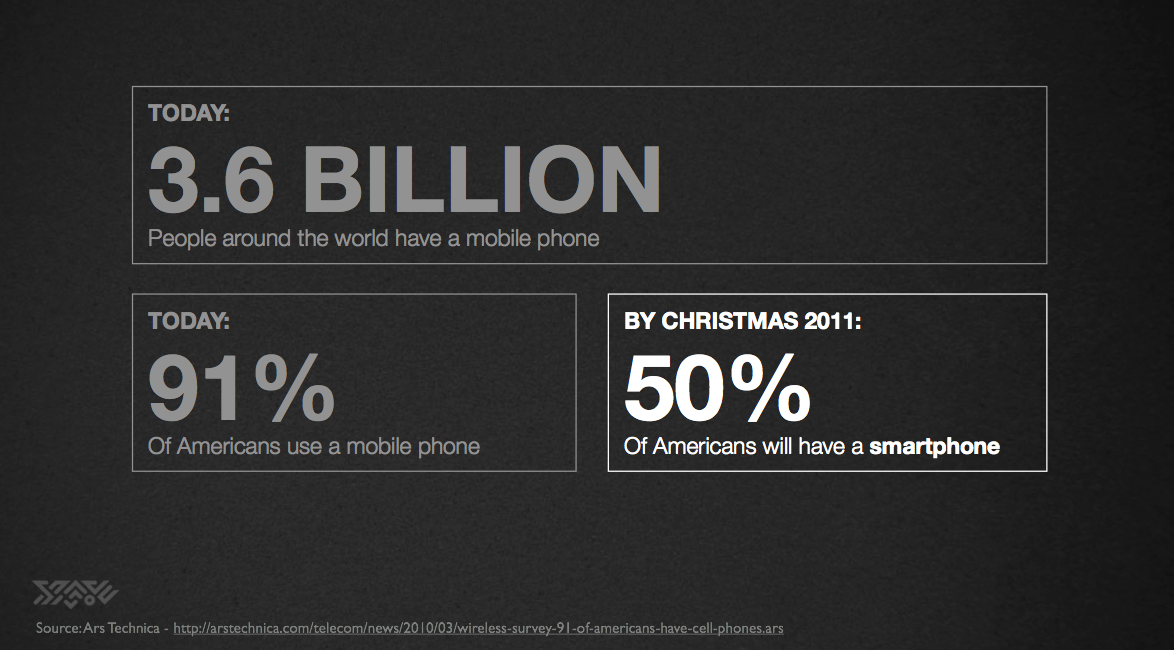 TODAY:
3.6 BILLION
People around the world have a mobile phone
TODAY:
91%
Of Americans use a mobile phone
BY CHRISTMAS 2011:
50%
Of Americans will have a smartphone
Source: Ars Technica - http://arstechnica.com/telecom/news/2010/03/wireless-survey-91-of-americans-have-cell-phones.ars